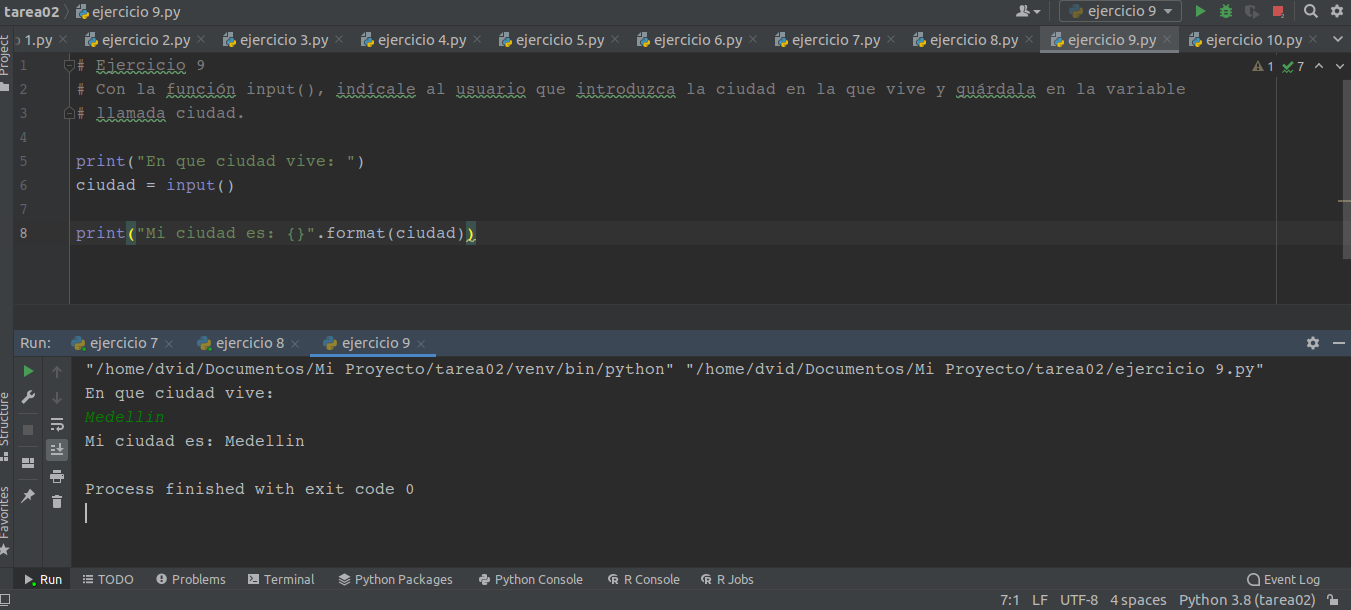 tarea02 ejercicio 9.py ejercicio 9
1.py ejercicio 2.py ejercicio 3.py ejercicio 4.py ejercicio 5.py ejercicio 6.py ejercicio 7.py ejercicio 8.py ejercicio 9.py ejercicio 10.py
Project
1 # Ejercicio 9
1 7
2 # Con la función input(), indícale al usuario que introduzca la ciudad en la que vive y guárdala en la variable
3 # llamada ciudad.
4
5 print("En que ciudad vive: ")
6 ciudad = input()
7
8 print("Mi ciudad es: {}".format(ciudad))
Run: ejercicio 7 ejercicio 8 ejercicio 9
"/home/dvid/Documentos/Mi Proyecto/tarea02/venv/bin/python" "/home/dvid/Documentos/Mi Proyecto/tarea02/ejercicio 9.py"
En que ciudad vive:
Medellin
Mi ciudad es: Medellin
Process finished with exit code 0
Structure
Favorites
Run TODO Problems Terminal Python Packages Python Console R Console R Jobs Event Log
7:1 LF UTF-8 4 spaces Python 3.8 (tarea02)